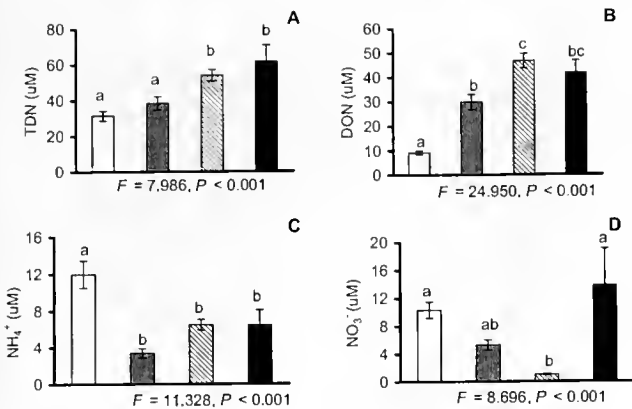 A
80
60
40
20
0
TDN (uM)
a
a
b
b
F = 7,986, P < 0.001
B
60
50
40
30
20
10
0
DON (uM)
a
b
c
bc
F = 24.950, P < 0.001
C
16
12
8
4
0
NH₄⁺ (uM)
a
b
b
b
F = 11,328, P < 0.001
D
20
16
12
8
4
0
NO₃⁻ (uM)
a
ab
b
a
F = 8.696, P < 0.001